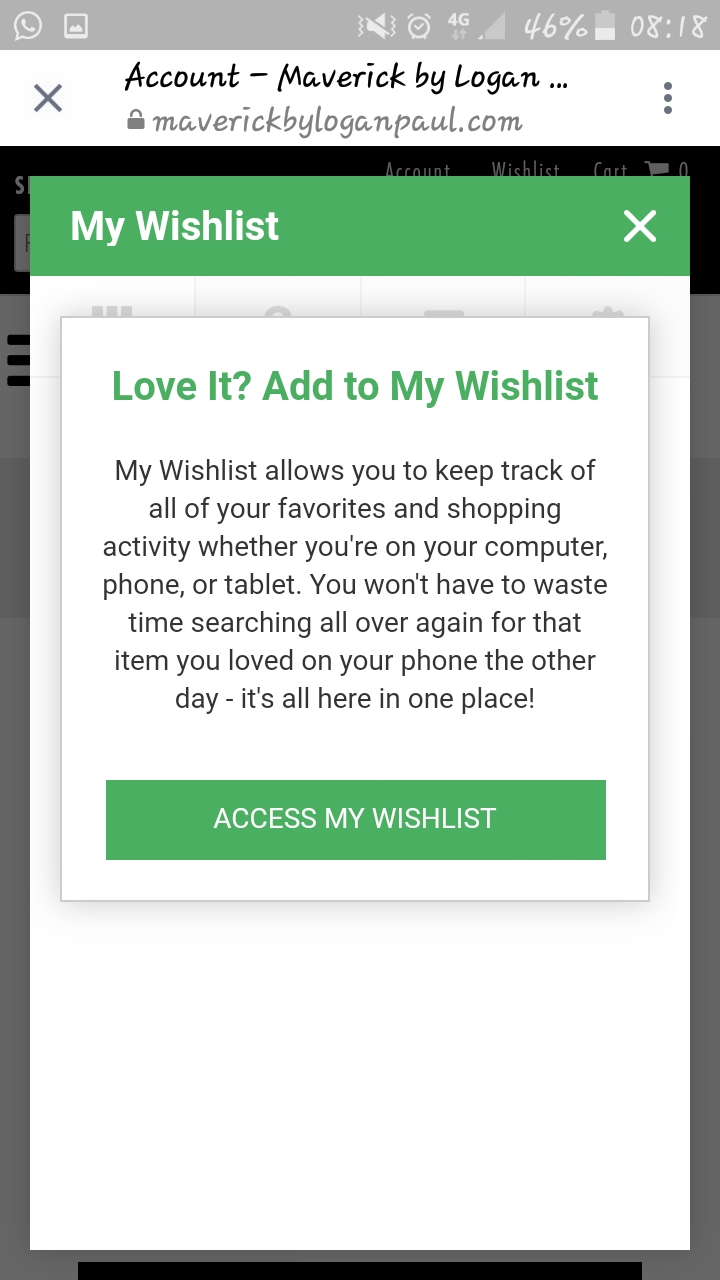 4G 46% 08:18
Account – Maverick by Logan ...
maverickbyloganpaul.com
Account Wishlist Cart 0
My Wishlist
Love It? Add to My Wishlist
My Wishlist allows you to keep track of
all of your favorites and shopping
activity whether you're on your computer,
phone, or tablet. You won't have to waste
time searching all over again for that
item you loved on your phone the other
day - it's all here in one place!
ACCESS MY WISHLIST